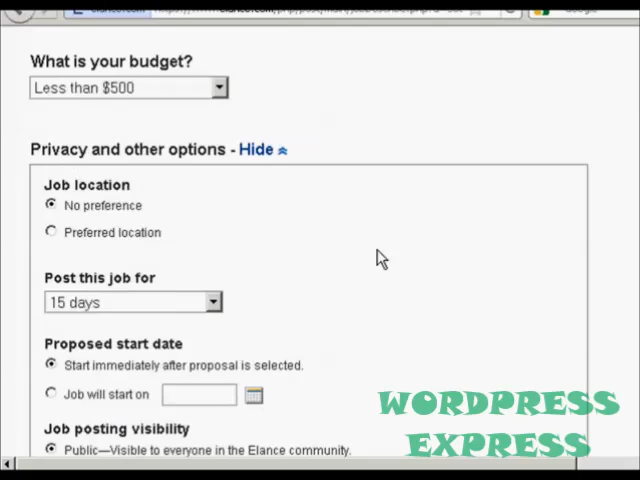 What is your budget?
Less than $500
Privacy and other options - Hide
Job location
No preference
Preferred location
Post this job for
15 days
Proposed start date
Start immediately after proposal is selected.
Job will start on
Job posting visibility
Public—Visible to everyone in the Elance community.
WORDPRESS
EXPRESS